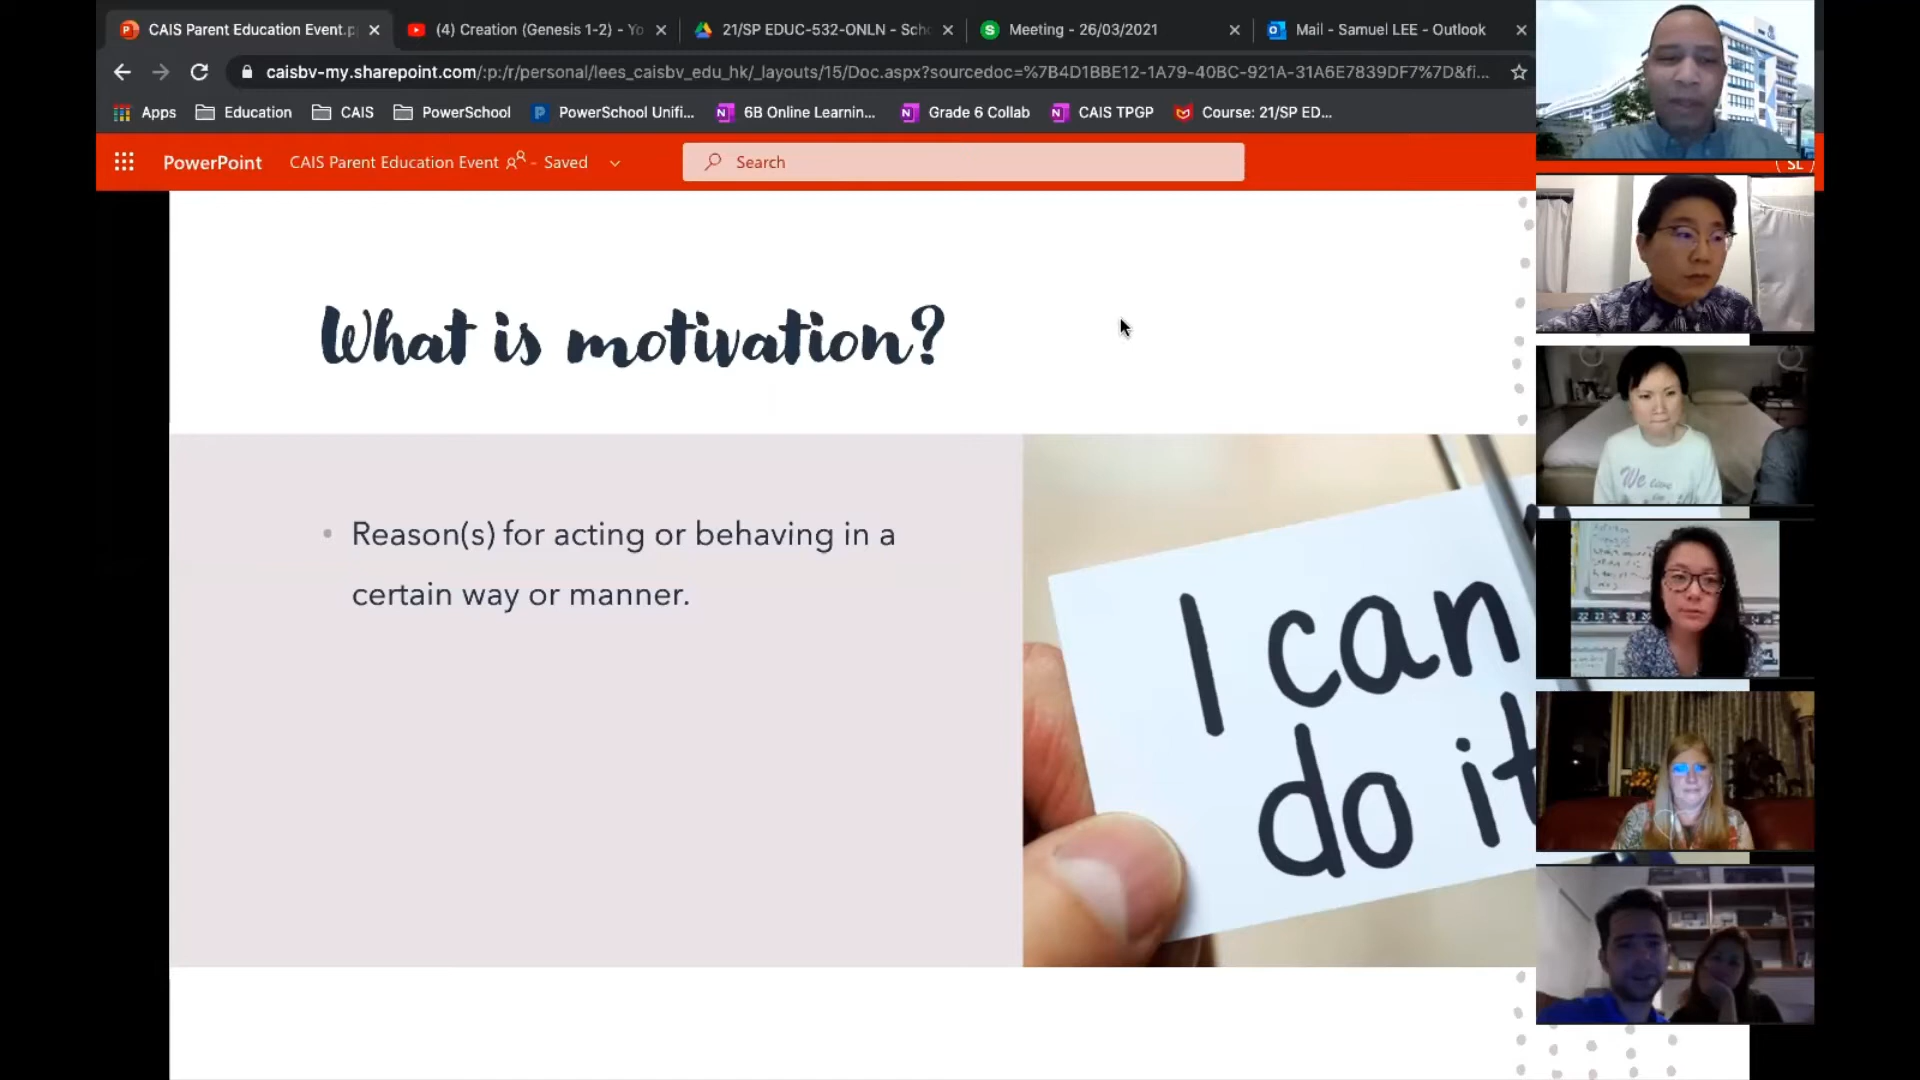 CAIS Parent Education Event.p
(4) Creation (Genesis 1-2) - Yo
21/SP EDUC-532-ONLN - Scho
Meeting - 26/03/2021
Mail - Samuel LEE - Outlook
caisbv-my.sharepoint.com/:p:/r/personal/lees_caisbv_edu_hk/_layouts/15/Doc.aspx?sourcedoc=%7B4D1BBE12-1A79-40BC-921A-31A6E7839DF7%7D&fi...
Apps
Education
CAIS
PowerSchool
PowerSchool Unifi...
6B Online Learnin...
Grade 6 Collab
CAIS TPGP
Course: 21/SP ED...
PowerPoint
CAIS Parent Education Event - Saved
Search
SL
What is motivation?
• Reason(s) for acting or behaving in a
certain way or manner.
I can
do it
We